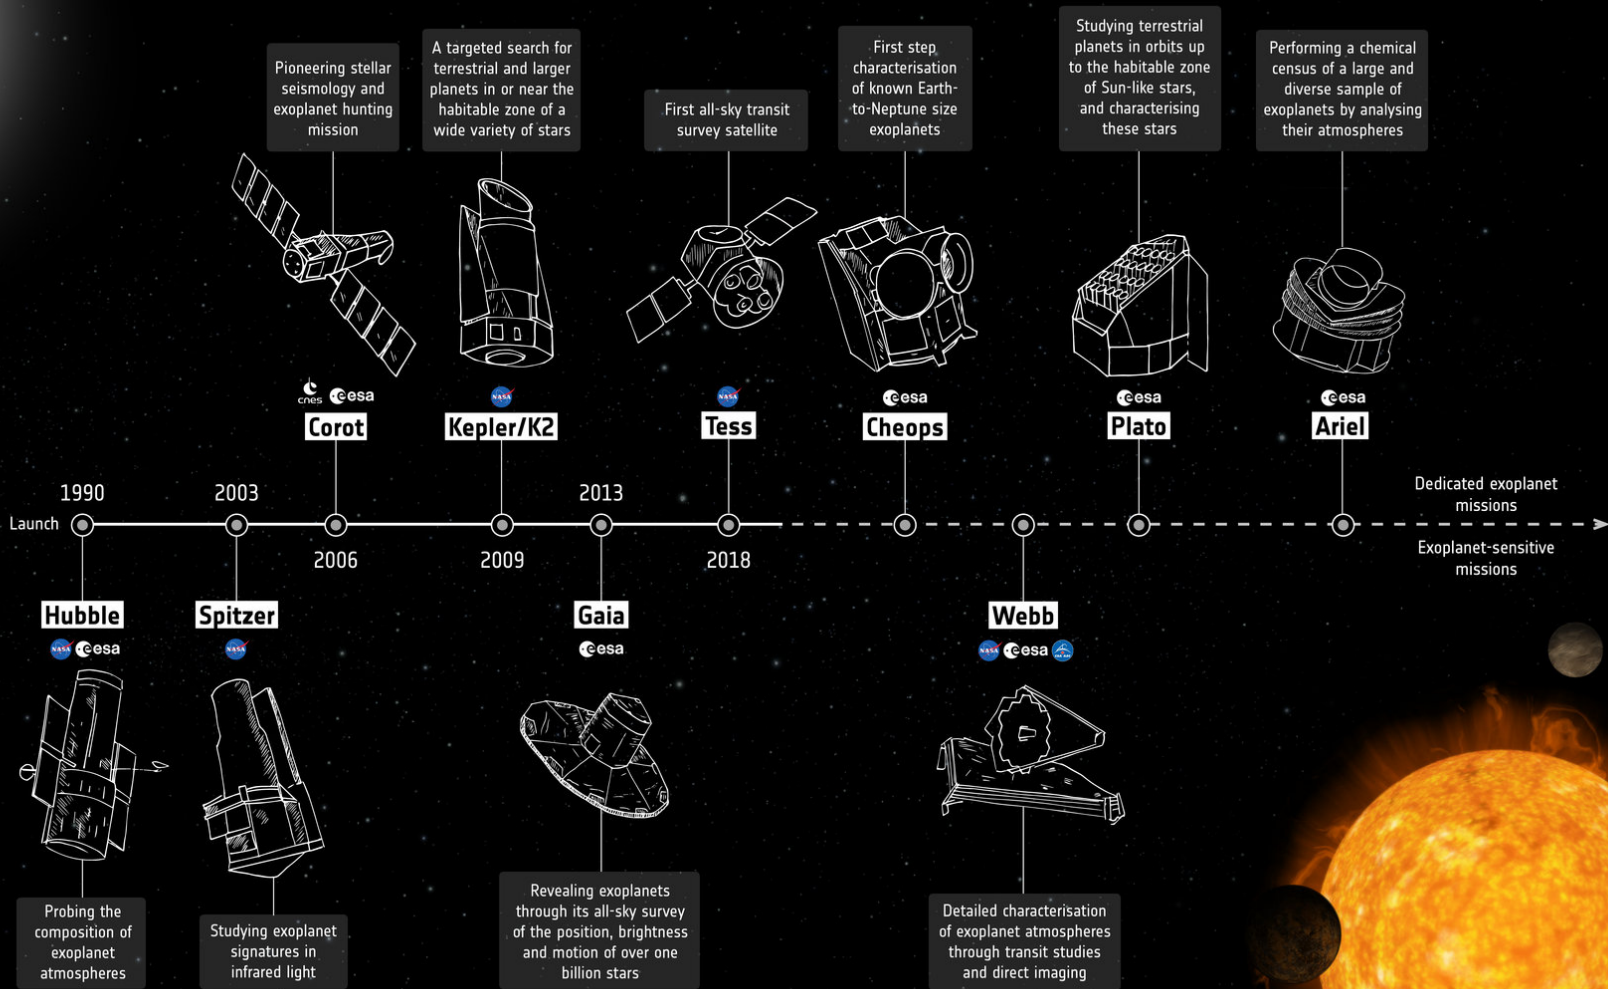 Pioneering stellar
seismology and
exoplanet hunting
mission
A targeted search for
terrestrial and larger
planets in or near the
habitable zone of a
wide variety of stars
First all-sky transit
survey satellite
First step
characterisation
of known Earth-
to-Neptune size
exoplanets
Studying terrestrial
planets in orbits up
to the habitable zone
of Sun-like stars,
and characterising
these stars
Performing a chemical
census of a large and
diverse sample of
exoplanets by analysing
their atmospheres
cnes esa
Corot
NASA
Kepler/K2
NASA
Tess
esa
Cheops
esa
Plato
esa
Ariel
1990
2003
2013
Launch
2006
2009
2018
Dedicated exoplanet
missions
Exoplanet-sensitive
missions
Hubble
NASA esa
Spitzer
NASA
Gaia
esa
Webb
NASA esa
Probing the
composition of
exoplanet
atmospheres
Studying exoplanet
signatures in
infrared light
Revealing exoplanets
through its all-sky survey
of the position, brightness
and motion of over one
billion stars
Detailed characterisation
of exoplanet atmospheres
through transit studies
and direct imaging